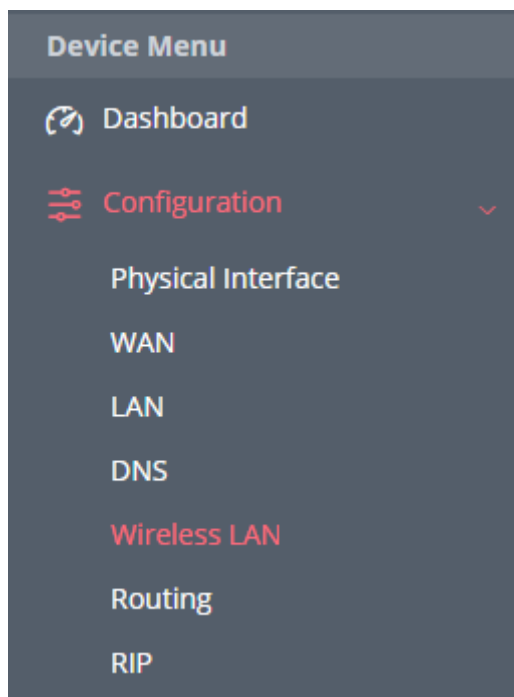 Device Menu
Dashboard
Configuration
Physical Interface
WAN
LAN
DNS
Wireless LAN
Routing
RIP